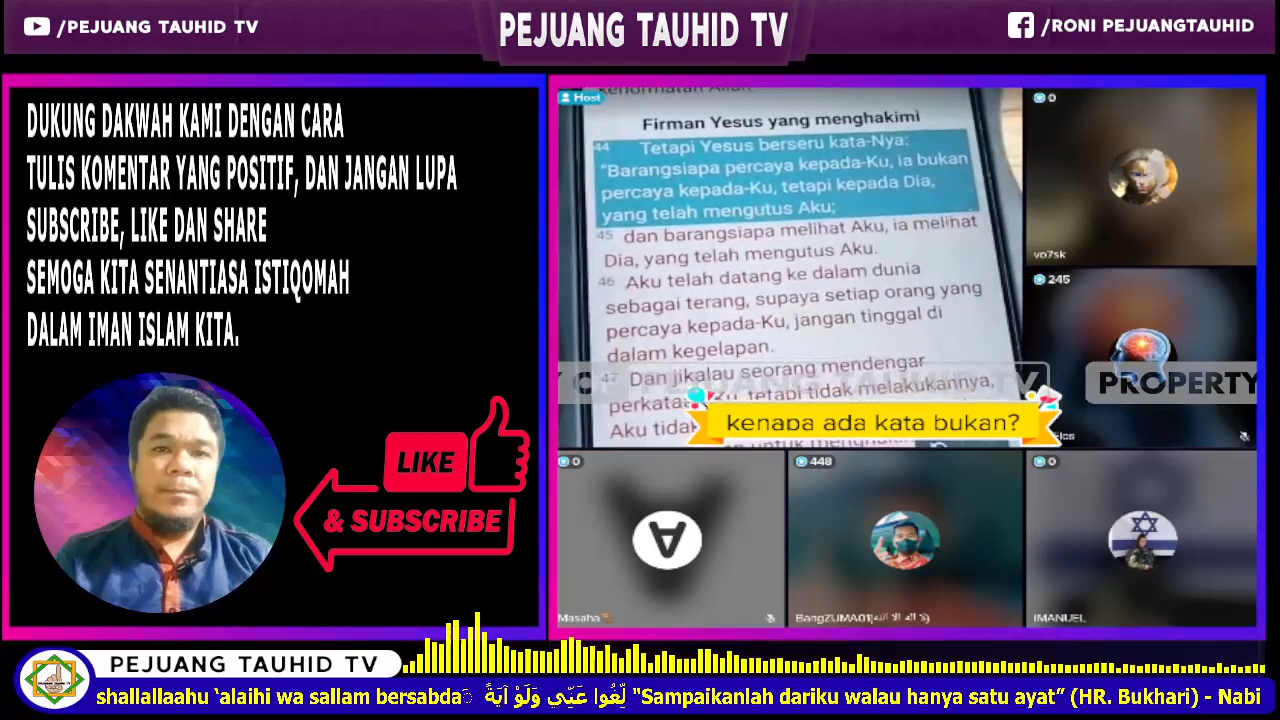 /PEJUANG TAUHID TV
PEJUANG TAUHID TV
/RONI PEJUANGTAUHID
DUKUNG DAKWAH KAMI DENGAN CARA
TULIS KOMENTAR YANG POSITIF, DAN JANGAN LUPA
SUBSCRIBE, LIKE DAN SHARE
SEMOGA KITA SENANTIASA ISTIQOMAH
DALAM IMAN ISLAM KITA.
LIKE
& SUBSCRIBE
Host
Firman Yesus yang menghakimi
44 Tetapi Yesus berseru kata-Nya:
"Barangsiapa percaya kepada-Ku, ia bukan
percaya kepada-Ku, tetapi kepada Dia,
yang telah mengutus Aku;
45 dan barangsiapa melihat Aku, ia melihat
Dia, yang telah mengutus Aku.
46 Aku telah datang ke dalam dunia
sebagai terang, supaya setiap orang yang
percaya kepada-Ku, jangan tinggal di
dalam kegelapan.
47 Dan jikalau seorang mendengar
tetapi tidak melakukannya,
Aku
kenapa ada kata bukan?
PEJUANG TAUHID TV
PROPERTY
0
vo7sk
245
0
Masaha
448
BangZUMA01
0
IMANUEL
PEJUANG TAUHID TV
shallallaahu ‘alaihi wa sallam bersabda لِّغُوا عَنِّي وَلَوْ آيَةً "Sampaikanlah dariku walau hanya satu ayat” (HR. Bukhari) - Nabi